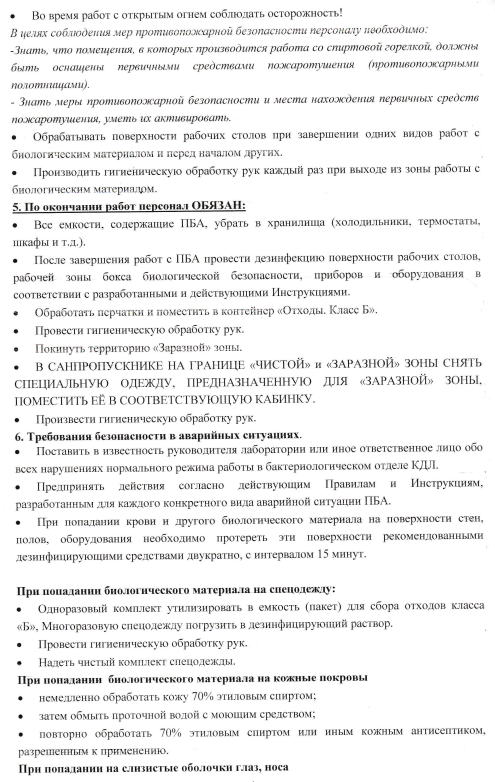 • Во время работ с открытым огнем соблюдать осторожность!
В целях соблюдения мер противопожарной безопасности персоналу необходимо:
-Знать, что помещения, в которых производится работа со спиртовой горелкой, должны
быть оснащены первичными средствами пожаротушения (противопожарными
полотнищами).
- Знать меры противопожарной безопасности и места нахождения первичных средств
пожаротушения, уметь их активировать.
• Обрабатывать поверхности рабочих столов при завершении одних видов работ с
биологическим материалом и перед началом других.
• Производить гигиеническую обработку рук каждый раз при выходе из зоны работы с
биологическим материалом.
5. По окончании работ персонал ОБЯЗАН:
• Все емкости, содержащие ПБА, убрать в хранилища (холодильники, термостаты,
шкафы и т.д.).
• После завершения работ с ПБА провести дезинфекцию поверхности рабочих столов,
рабочей зоны бокса биологической безопасности, приборов и оборудования в
соответствии с разработанными и действующими Инструкциями.
• Обработать перчатки и поместить в контейнер «Отходы. Класс Б».
• Провести гигиеническую обработку рук.
• Покинуть территорию «Заразной» зоны.
• В САНПРОПУСКНИКЕ НА ГРАНИЦЕ «ЧИСТОЙ» и «ЗАРАЗНОЙ» ЗОНЫ СНЯТЬ
СПЕЦИАЛЬНУЮ ОДЕЖДУ, ПРЕДНАЗНАЧЕННУЮ ДЛЯ «ЗАРАЗНОЙ» ЗОНЫ,
ПОМЕСТИТЬ ЕЁ В СООТВЕТСТВУЮЩУЮ КАБИНКУ.
• Произвести гигиеническую обработку рук.
6. Требования безопасности в аварийных ситуациях.
• Поставить в известность руководителя лаборатории или иное ответственное лицо обо
всех нарушениях нормального режима работы в бактериологическом отделе КДЛ.
• Предпринять действия согласно действующим Правилам и Инструкциям,
разработанным для каждого конкретного вида аварийной ситуации ПБА.
• При попадании крови и другого биологического материала на поверхности стен,
полов, оборудования необходимо протереть эти поверхности рекомендованными
дезинфицирующими средствами двукратно, с интервалом 15 минут.
При попадании биологического материала на спецодежду:
• Одноразовый комплект утилизировать в емкость (пакет) для сбора отходов класса
«Б», Многоразовую спецодежду погрузить в дезинфицирующий раствор.
• Провести гигиеническую обработку рук.
• Надеть чистый комплект спецодежды.
При попадании биологического материала на кожные покровы
• немедленно обработать кожу 70% этиловым спиртом;
• затем обмыть проточной водой с моющим средством;
• повторно обработать 70% этиловым спиртом или иным кожным антисептиком,
разрешенным к применению.
При попадании на слизистые оболочки глаз, носа